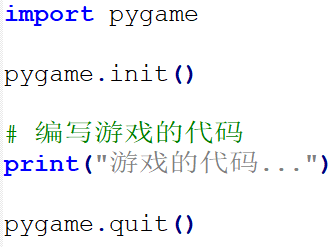 import pygame
pygame.init()
# 编写游戏的代码
print("游戏的代码...")
pygame.quit()